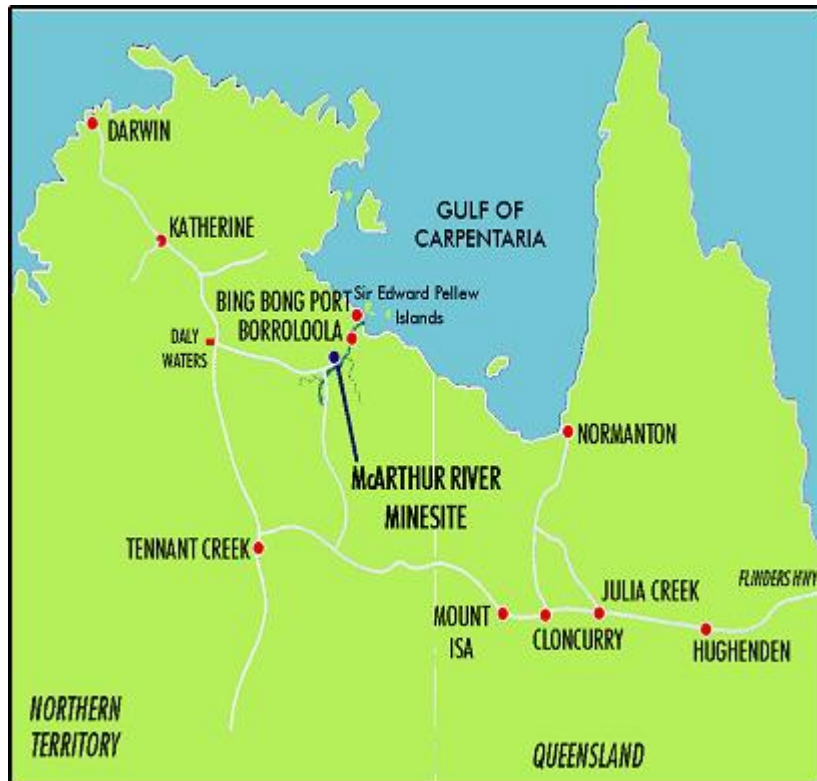 DARWIN
KATHERINE
GULF OF
CARPENTARIA
Sir Edward Pellew
Islands
BING BONG PORT
BORROLOOLA
DALY
WATERS
NORMANTON
McARTHUR RIVER
MINESITE
TENNANT CREEK
FLINDERS HWY
JULIA CREEK
MOUNT
ISA
CLONCURRY
HUGHENDEN
NORTHERN
TERRITORY
QUEENSLAND